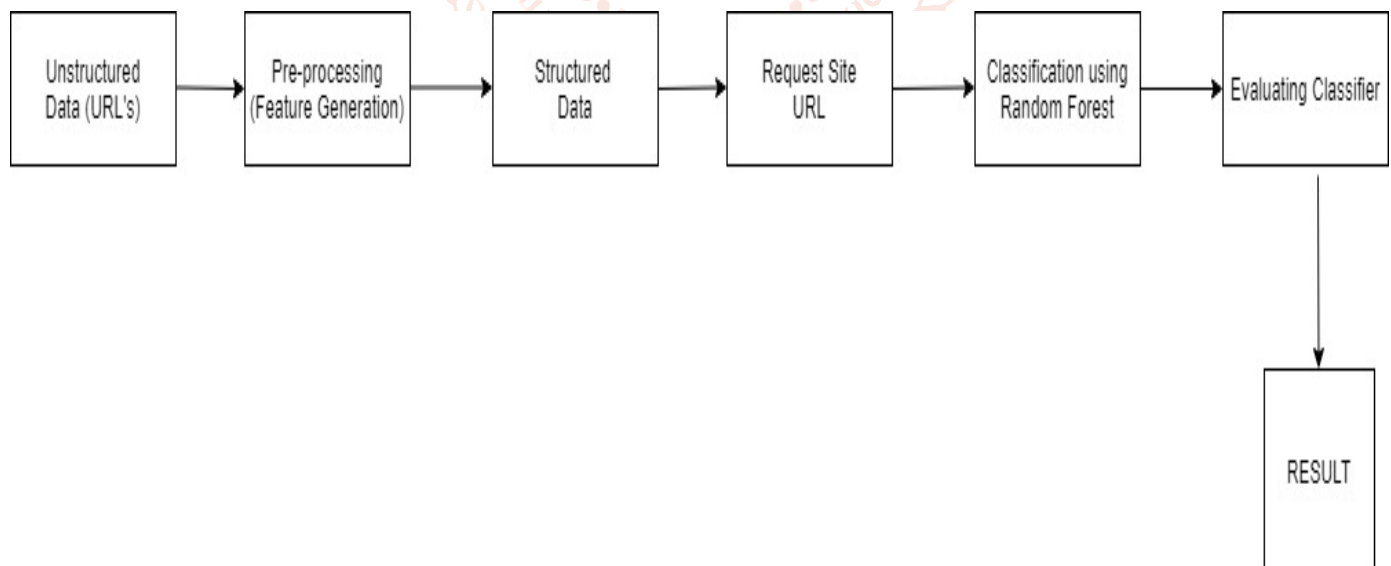 Unstructured
Data (URL's)
Pre-processing
(Feature Generation)
Structured
Data
Request Site
URL
Classification using
Random Forest
Evaluating Classifier
RESULT